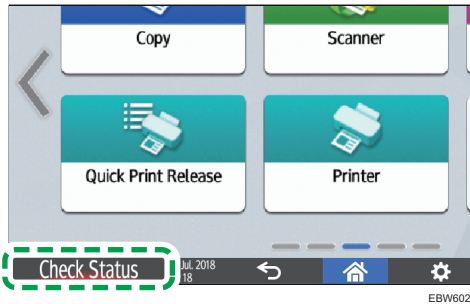 Copy
Scanner
Quick Print Release
Printer
Check Status
Jul. 2018
:18
EBW602